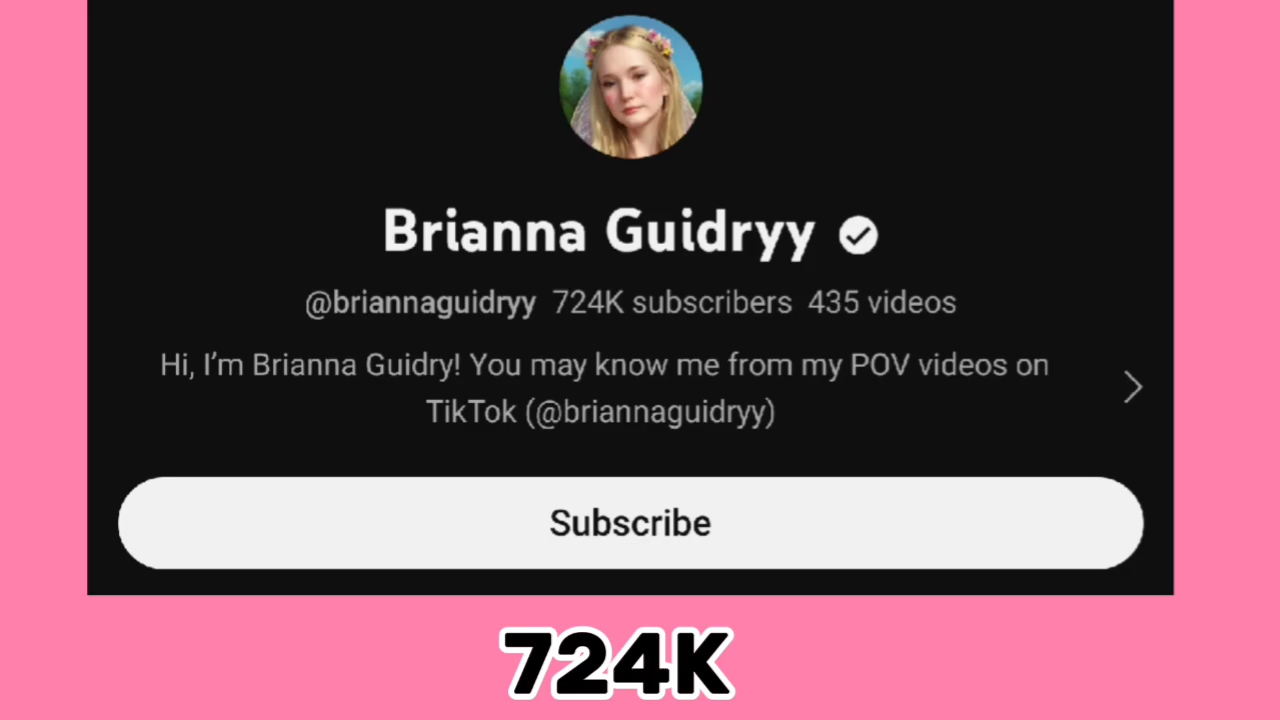 Brianna Guidryy
@briannaguidryy 724K subscribers 435 videos
Hi, I’m Brianna Guidry! You may know me from my POV videos on
TikTok (@briannaguidryy)
Subscribe
724K